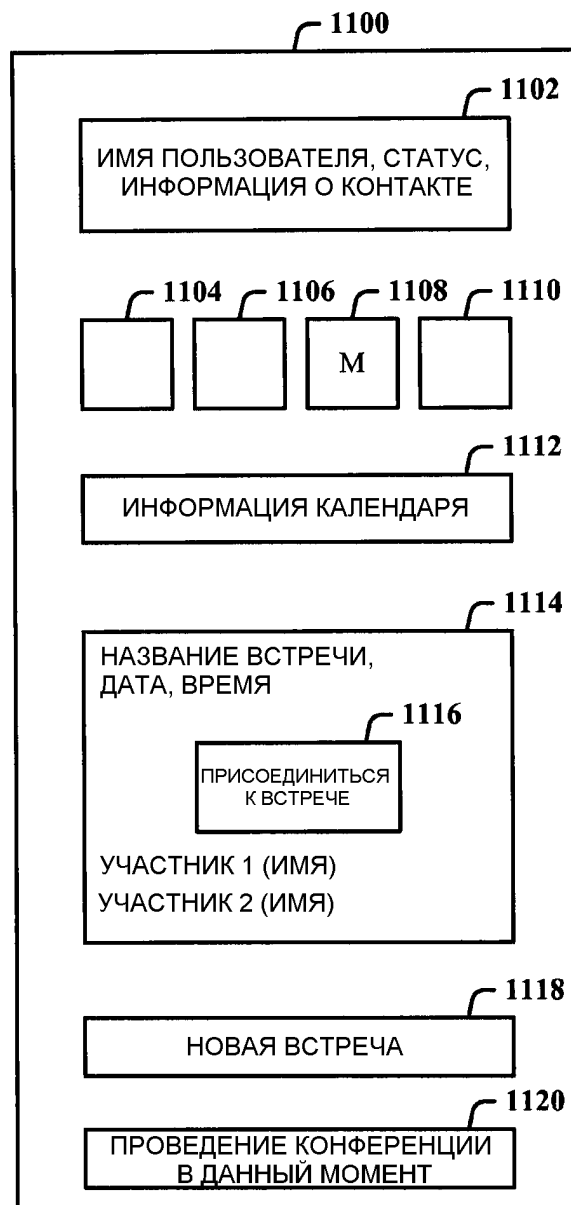 1100
1102
ИМЯ ПОЛЬЗОВАТЕЛЯ, СТАТУС,
ИНФОРМАЦИЯ О КОНТАКТЕ
1104 1106 1108 1110
М
1112
ИНФОРМАЦИЯ КАЛЕНДАРЯ
1114
НАЗВАНИЕ ВСТРЕЧИ,
ДАТА, ВРЕМЯ
1116
ПРИСОЕДИНИТЬСЯ
К ВСТРЕЧЕ
УЧАСТНИК 1 (ИМЯ)
УЧАСТНИК 2 (ИМЯ)
1118
НОВАЯ ВСТРЕЧА
1120
ПРОВЕДЕНИЕ КОНФЕРЕНЦИИ
В ДАННЫЙ МОМЕНТ